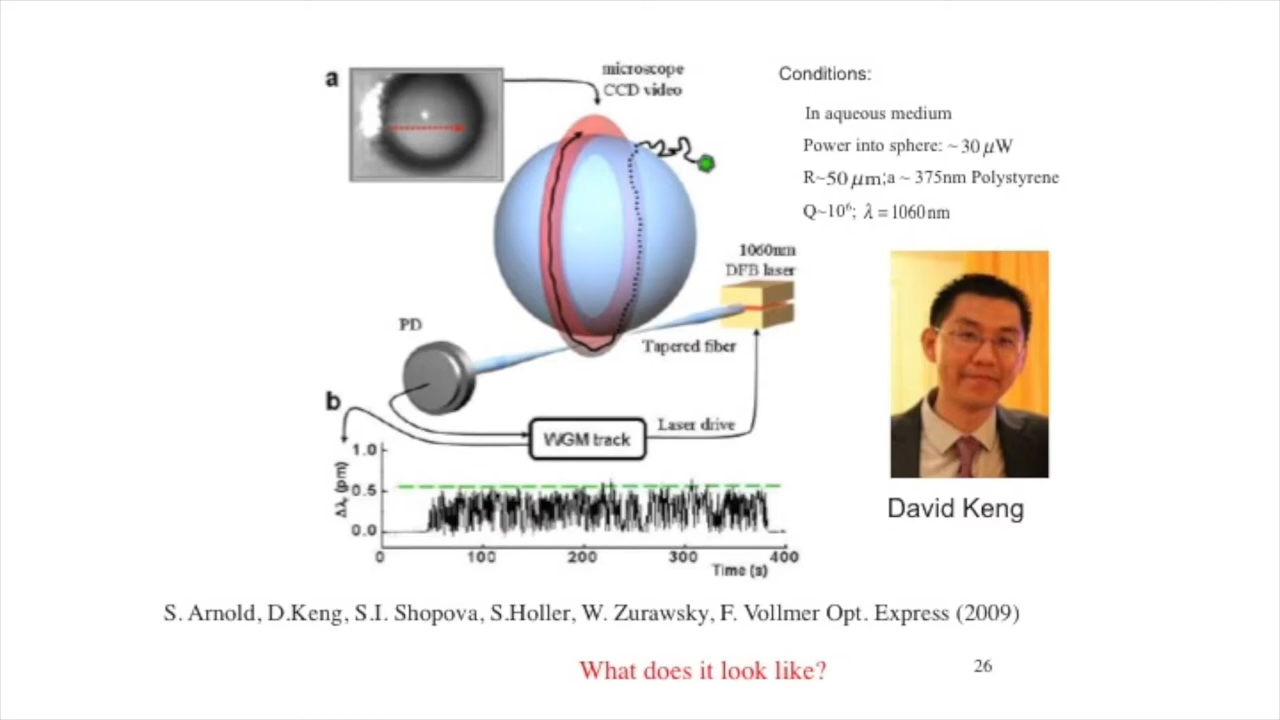 a
microscope
CCD video
Conditions:
In aqueous medium
Power into sphere: ~ 30 μW
R~50 μm;a ~ 375nm Polystyrene
Q~10⁶; λ = 1060 nm
1060nm
DFB laser
PD
Tapered fiber
b
WGM track
Laser drive
1.0
0.5
0.0
Δλr (pm)
0 100 200 300 400
Time (s)
David Keng
S. Arnold, D.Keng, S.I. Shopova, S.Holler, W. Zurawsky, F. Vollmer Opt. Express (2009)
What does it look like?
26